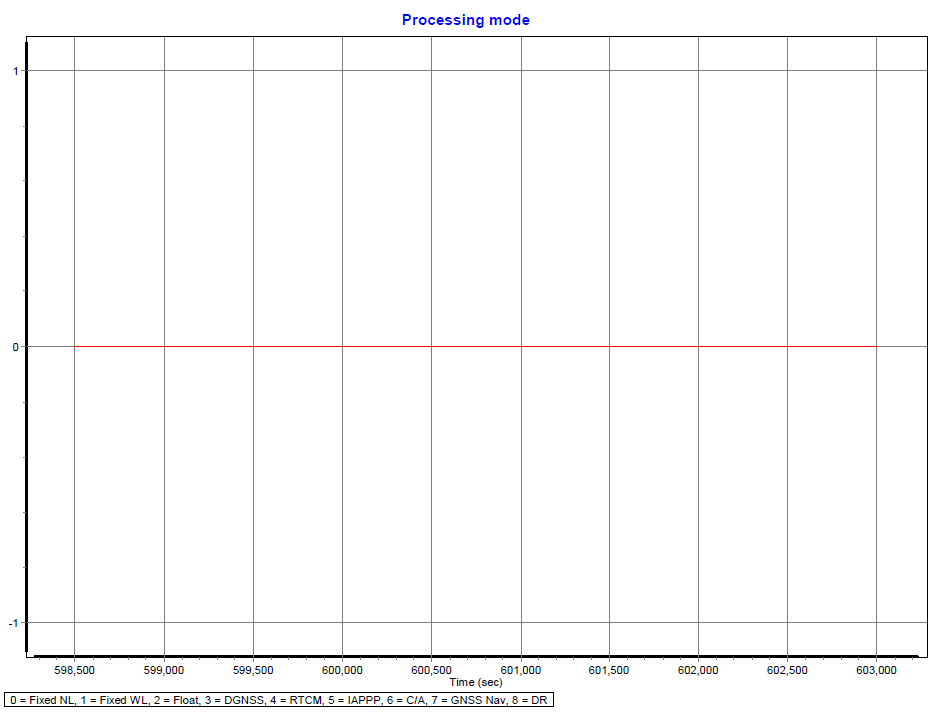 Processing mode
1
0
-1
598,500 599,000 599,500 600,000 600,500 601,000 601,500 602,000 602,500 603,000
Time (sec)
0 = Fixed NL, 1 = Fixed WL, 2 = Float, 3 = DGNSS, 4 = RTCM, 5 = IAPPP, 6 = C/A, 7 = GNSS Nav, 8 = DR